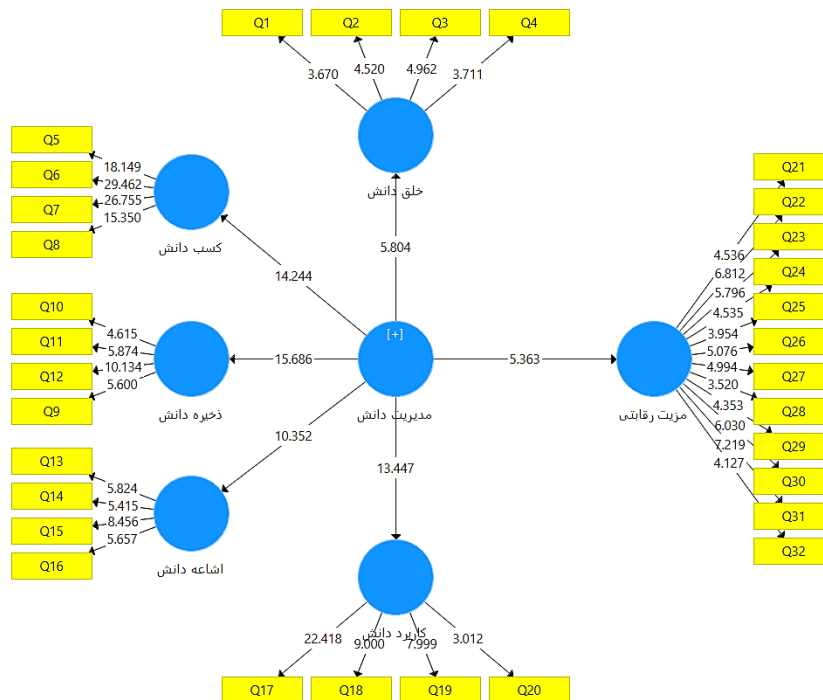 Q1
Q2
Q3
Q4
3.670
4.520
4.962
3.711
خلق دانش
Q5
Q6
Q7
Q8
18.149
29.462
26.755
15.350
کسب دانش
5.804
14.244
Q10
Q11
Q12
Q9
4.615
5.874
10.134
5.600
ذخیره دانش
15.686
[+]
مدیریت دانش
5.363
مزیت رقابتی
Q13
Q14
Q15
Q16
5.824
5.415
8.456
5.657
اشاعه دانش
10.352
13.447
کاربرد دانش
22.418
9.000
7.999
3.012
Q17
Q18
Q19
Q20
Q21
Q22
Q23
Q24
Q25
Q26
Q27
Q28
Q29
Q30
Q31
Q32
4.536
6.812
5.796
4.535
3.954
5.076
4.994
3.520
4.353
6.030
7.219
4.127